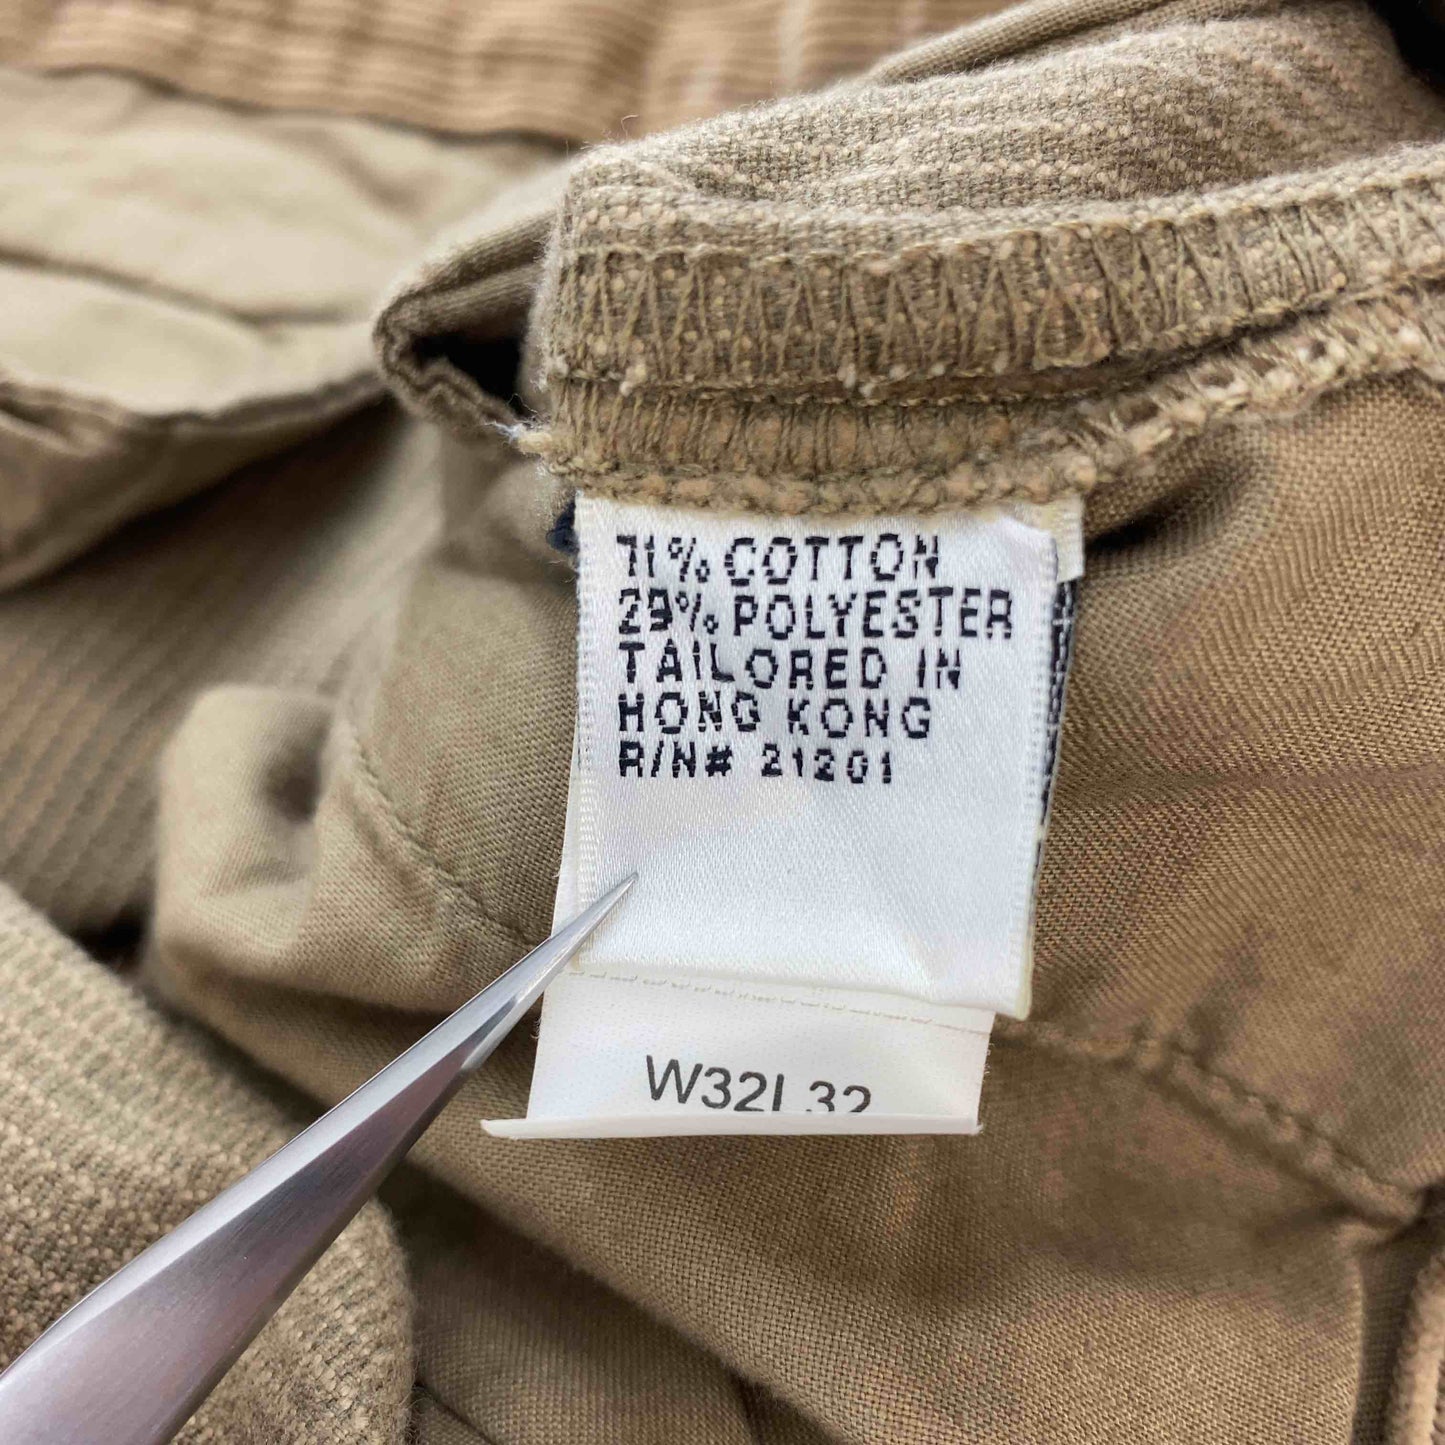 71% COTTON
29% POLYESTER
TAILORED IN
HONG KONG
R/N# 21201
W32L32